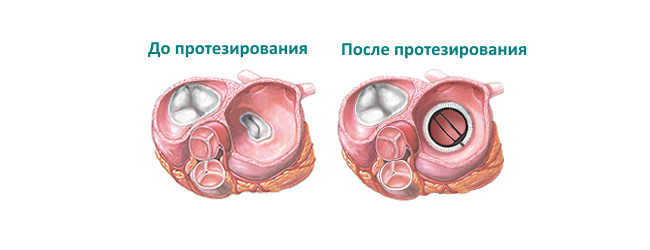 До протезирования
После протезирования